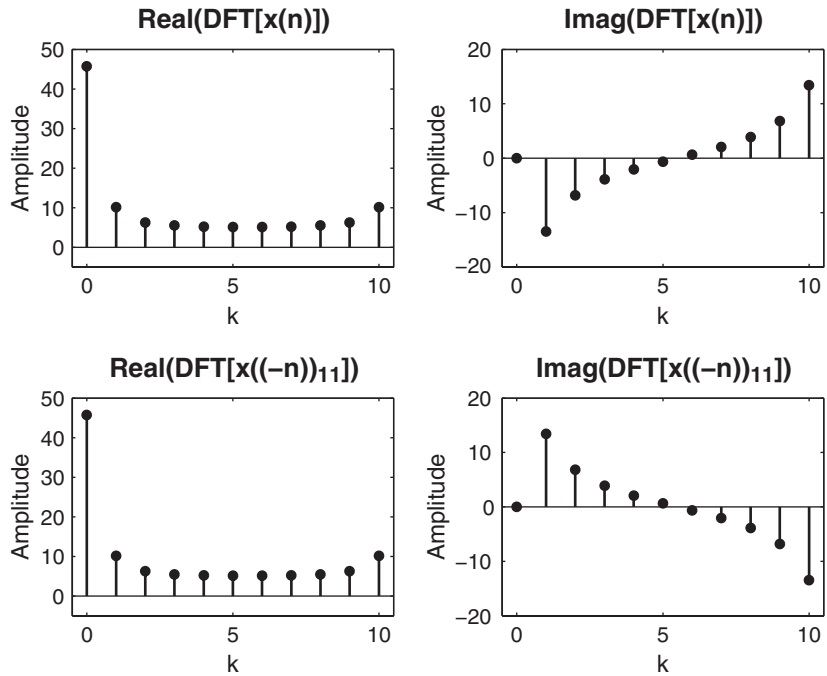 Real(DFT[x(n)])
50
40
30
20
10
0
Amplitude
0 5 10
k
Imag(DFT[x(n)])
20
10
0
−10
−20
Amplitude
0 5 10
k
Real(DFT[x((−n))11])
50
40
30
20
10
0
Amplitude
0 5 10
k
Imag(DFT[x((−n))11])
20
10
0
−10
−20
Amplitude
0 5 10
k